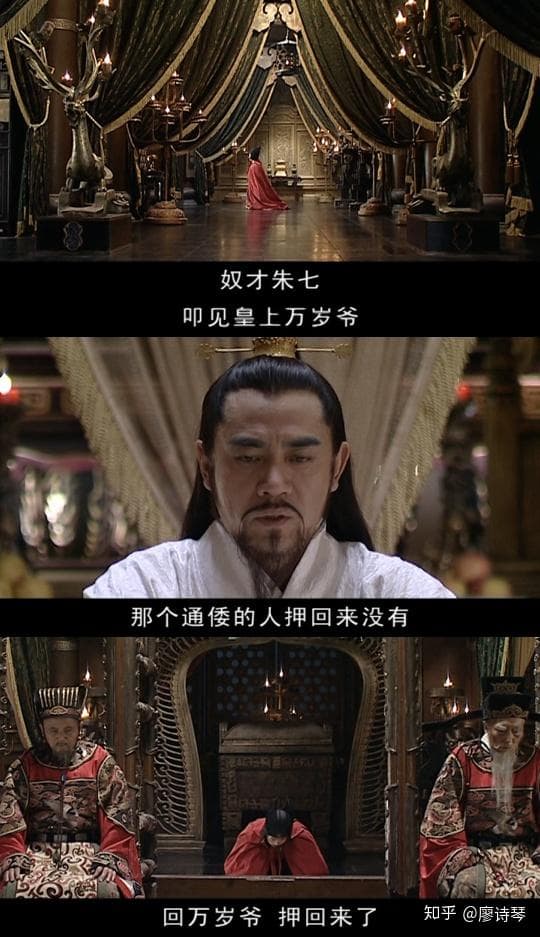 奴才朱七
叩见皇上万岁爷
那个通倭的人押回来没有
回万岁爷 押回来了
知乎 @廖诗琴